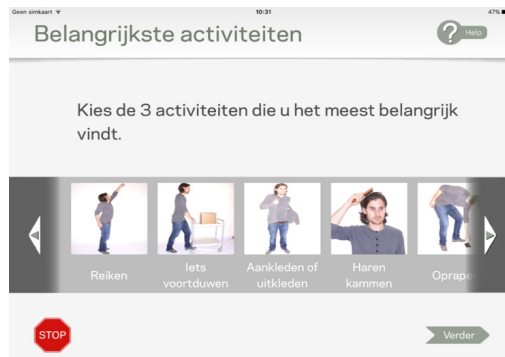 Geen simkaart 10:31 47%
Belangrijkste activiteiten
Help
Kies de 3 activiteiten die u het meest belangrijk
vindt.
Reiken
Iets
voortduwen
Aankleden of
uitkleden
Haren
kammen
Oprape
STOP
Verder